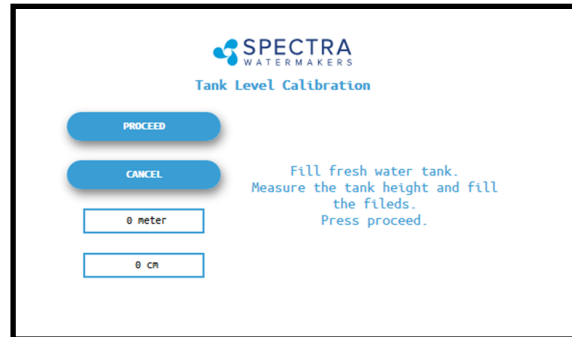 SPECTRA
WATERMAKERS
Tank Level Calibration
PROCEED
CANCEL
0 meter
0 cm
Fill fresh water tank.
Measure the tank height and fill
the fileds.
Press proceed.